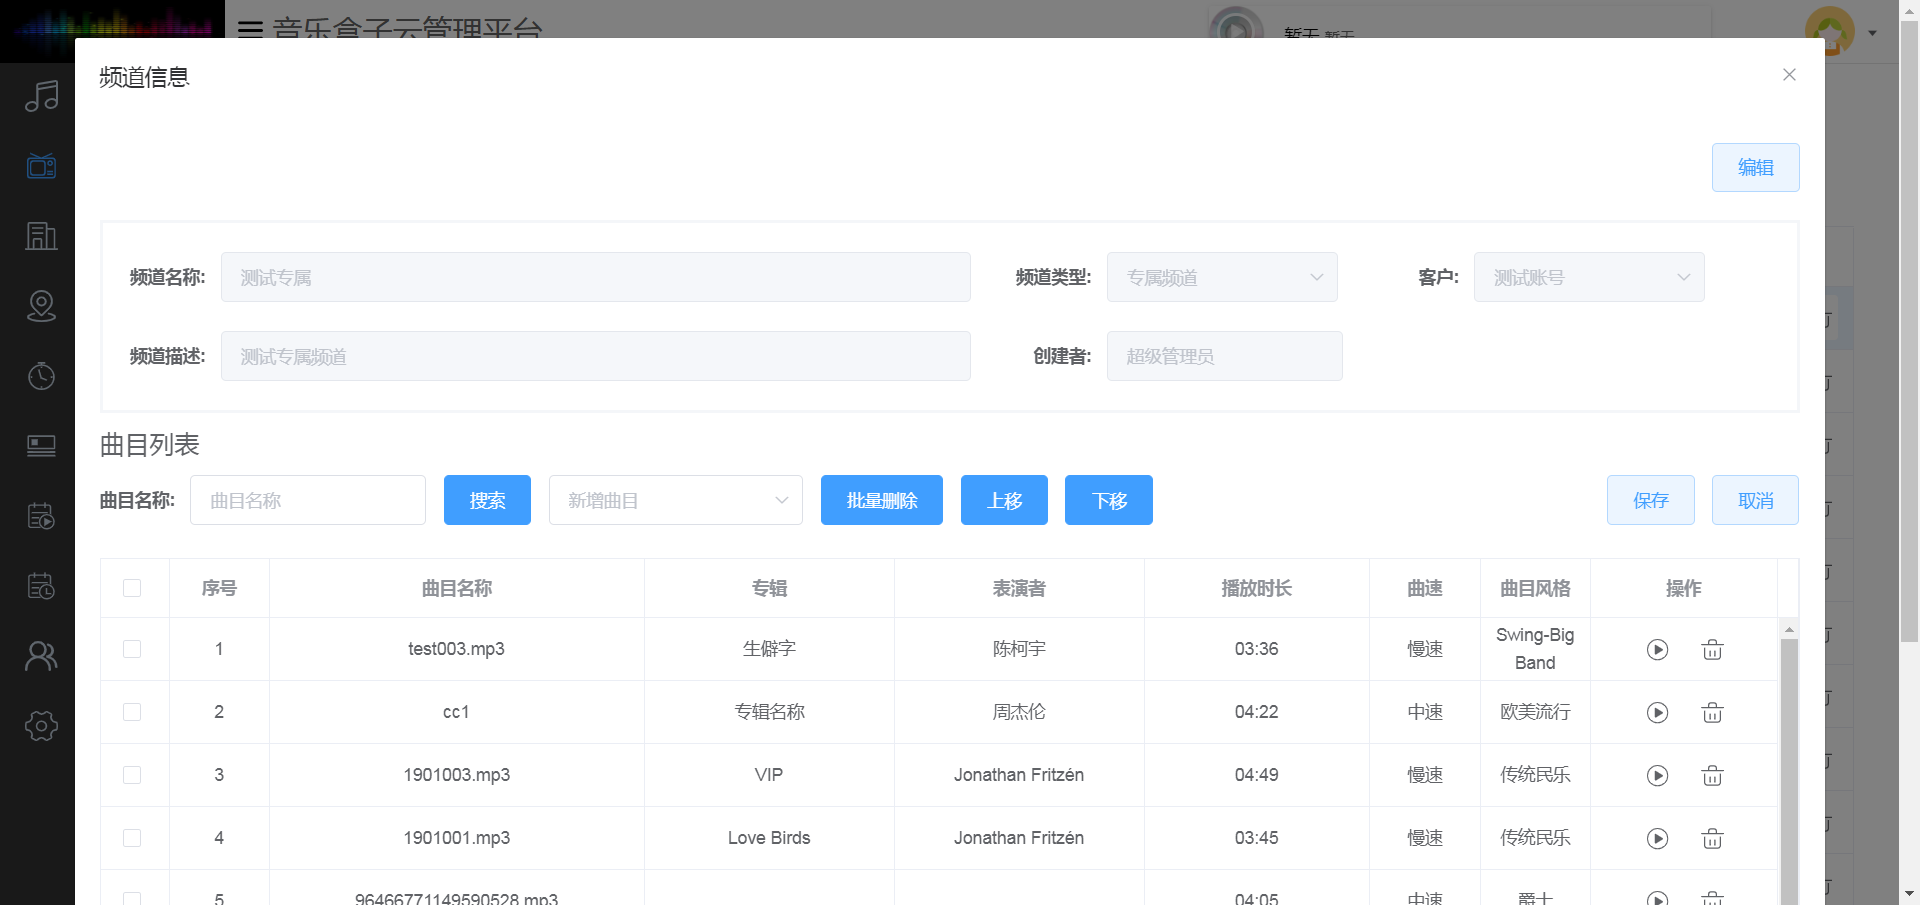 音乐盒子云管理平台
暂无 暂无
频道信息
编辑
频道名称: 测试专属 频道类型: 专属频道 客户: 测试账号
频道描述: 测试专属频道 创建者: 超级管理员
曲目列表
曲目名称: 曲目名称 搜索 新增曲目 批量删除 上移 下移 保存 取消
序号 曲目名称 专辑 表演者 播放时长 曲速 曲目风格 操作
1 test003.mp3 生僻字 陈柯宇 03:36 慢速 Swing-Big Band
2 cc1 专辑名称 周杰伦 04:22 中速 欧美流行
3 1901003.mp3 VIP Jonathan Fritzén 04:49 慢速 传统民乐
4 1901001.mp3 Love Birds Jonathan Fritzén 03:45 慢速 传统民乐
5 96466771149590528.mp3 04:05 中速 爵士